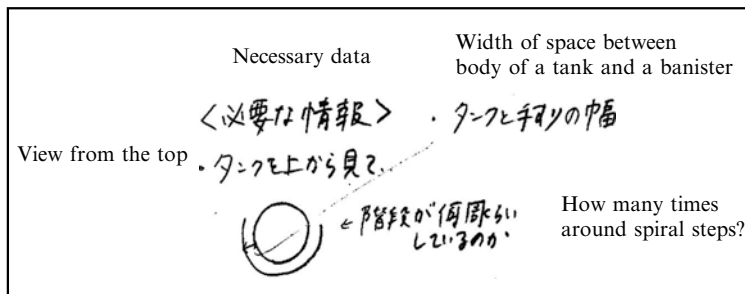 Necessary data
Width of space between
body of a tank and a banister
<必要な情報>
・タンクと手すりの幅
View from the top
・タンクを上から見て、
←階段が何周くらい
しているのか
How many times
around spiral steps?